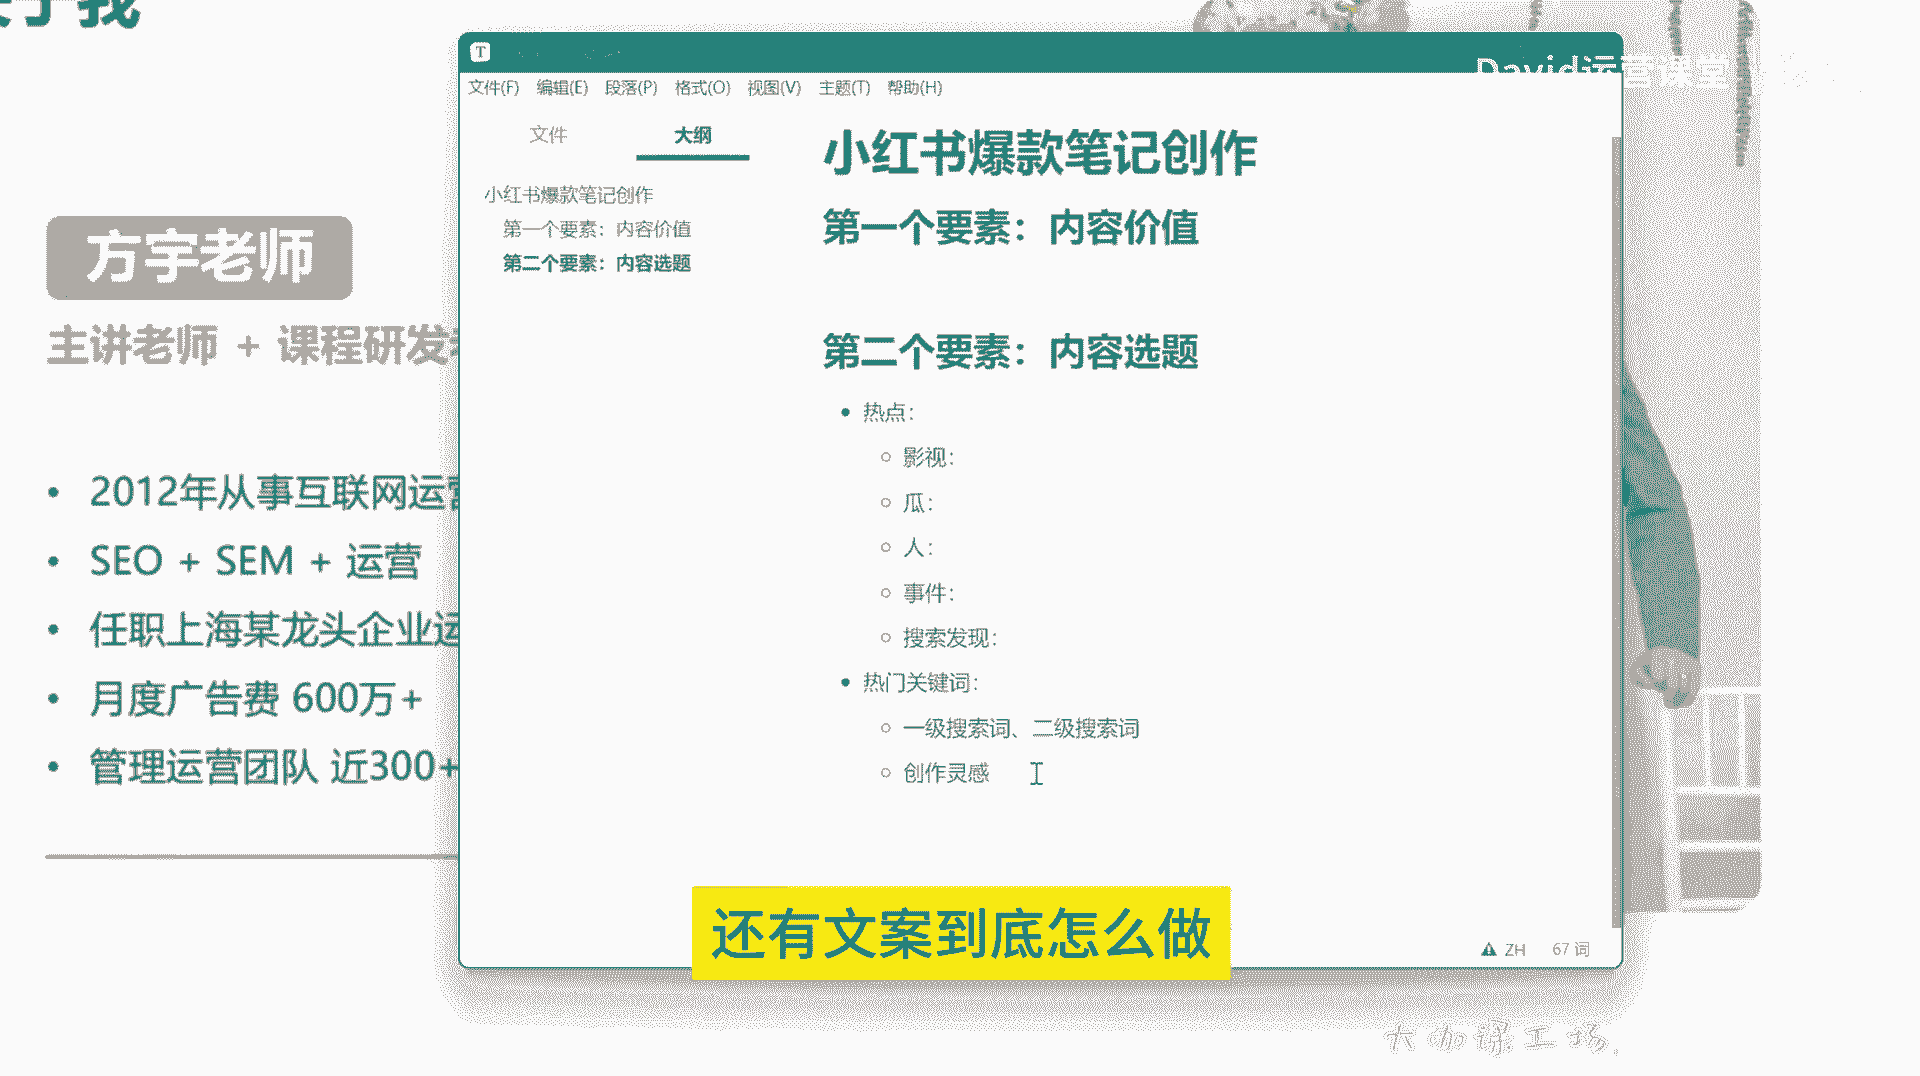 于我
方宇老师
主讲老师 + 课程研发
2012年从事互联网运营
SEO + SEM + 运营
任职上海某龙头企业运
月度广告费 600万+
管理运营团队 近300+
T
David运营课堂
文件(F) 编辑(E) 段落(P) 格式(O) 视图(V) 主题(T) 帮助(H)
文件 大纲
小红书爆款笔记创作
第一个要素：内容价值
第二个要素：内容选题
小红书爆款笔记创作
第一个要素：内容价值
第二个要素：内容选题
热点：
影视：
瓜：
人：
事件：
搜索发现：
热门关键词：
一级搜索词、二级搜索词
创作灵感
ZH 67 词
还有文案到底怎么做
大咖课工场.